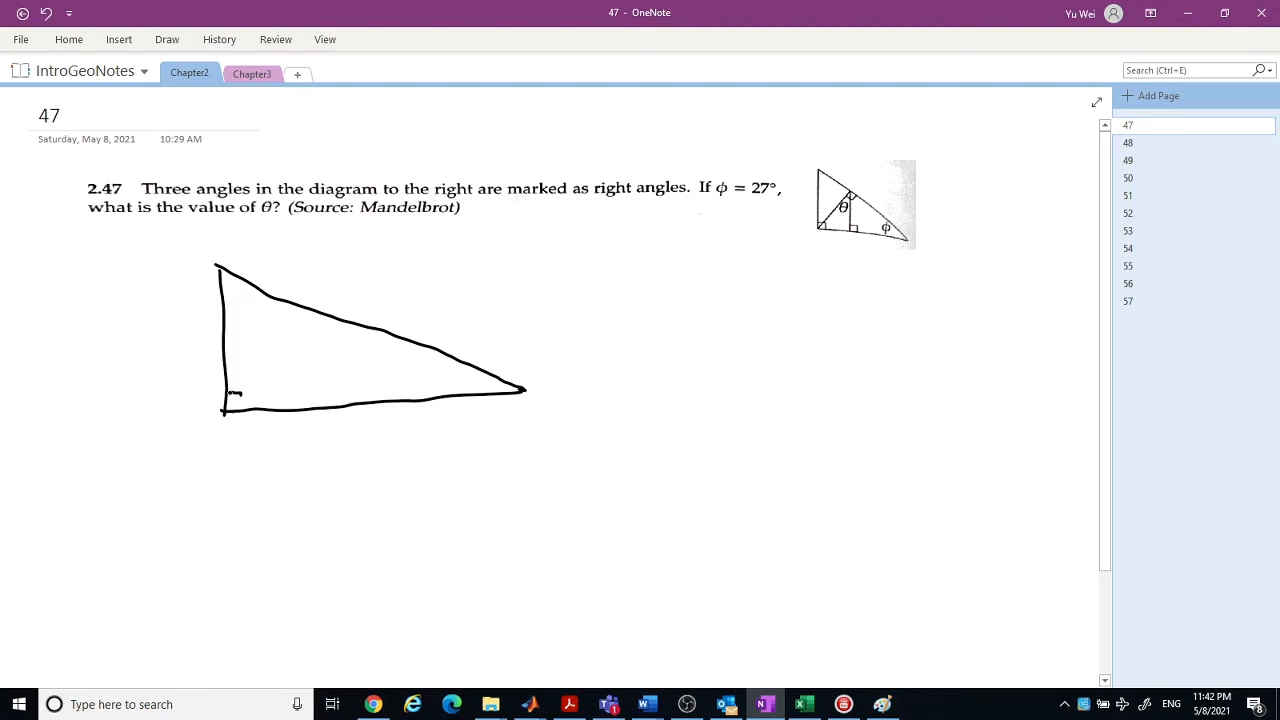 47 - OneNote
Yu Wei
File Home Insert Draw History Review View
IntroGeoNotes Chapter2 Chapter3 + Search (Ctrl+E)
Add Page
47
Saturday, May 8, 2021 10:29 AM
2.47 Three angles in the diagram to the right are marked as right angles. If ϕ = 27°,
what is the value of θ? (Source: Mandelbrot)
θ
ϕ
47
48
49
50
51
52
53
54
55
56
57
Type here to search
ENG
11:42 PM
5/8/2021